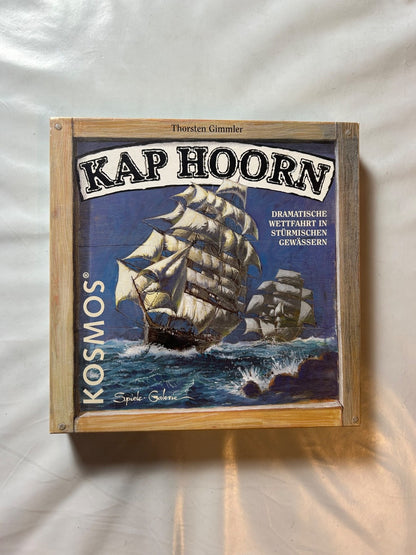 Thorsten Gimmler
KAP HOORN
DRAMATISCHE
WETTFAHRT IN
STÜRMISCHEN
GEWÄSSERN
KOSMOS®
Spiele-Galerie